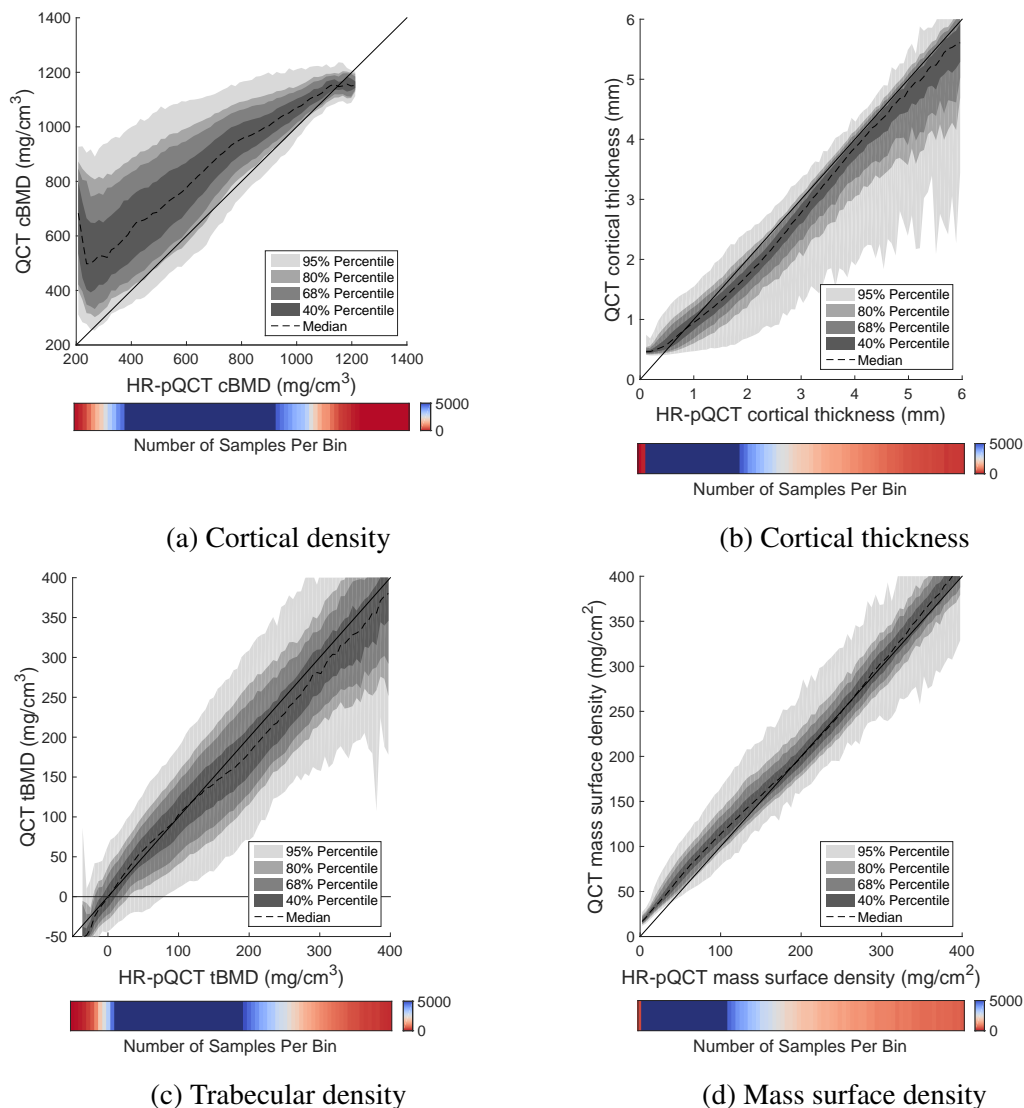 1400
1200
1000
800
600
400
200
QCT cBMD (mg/cm³)
95% Percentile
80% Percentile
68% Percentile
40% Percentile
Median
200 400 600 800 1000 1200 1400
HR-pQCT cBMD (mg/cm³)
5000
0
Number of Samples Per Bin
(a) Cortical density
6
5
4
3
2
1
0
QCT cortical thickness (mm)
95% Percentile
80% Percentile
68% Percentile
40% Percentile
Median
0 1 2 3 4 5 6
HR-pQCT cortical thickness (mm)
5000
0
Number of Samples Per Bin
(b) Cortical thickness
400
350
300
250
200
150
100
50
0
-50
QCT tBMD (mg/cm³)
95% Percentile
80% Percentile
68% Percentile
40% Percentile
Median
0 100 200 300 400
HR-pQCT tBMD (mg/cm³)
5000
0
Number of Samples Per Bin
(c) Trabecular density
400
350
300
250
200
150
100
50
0
QCT mass surface density (mg/cm²)
95% Percentile
80% Percentile
68% Percentile
40% Percentile
Median
0 100 200 300 400
HR-pQCT mass surface density (mg/cm²)
5000
0
Number of Samples Per Bin
(d) Mass surface density